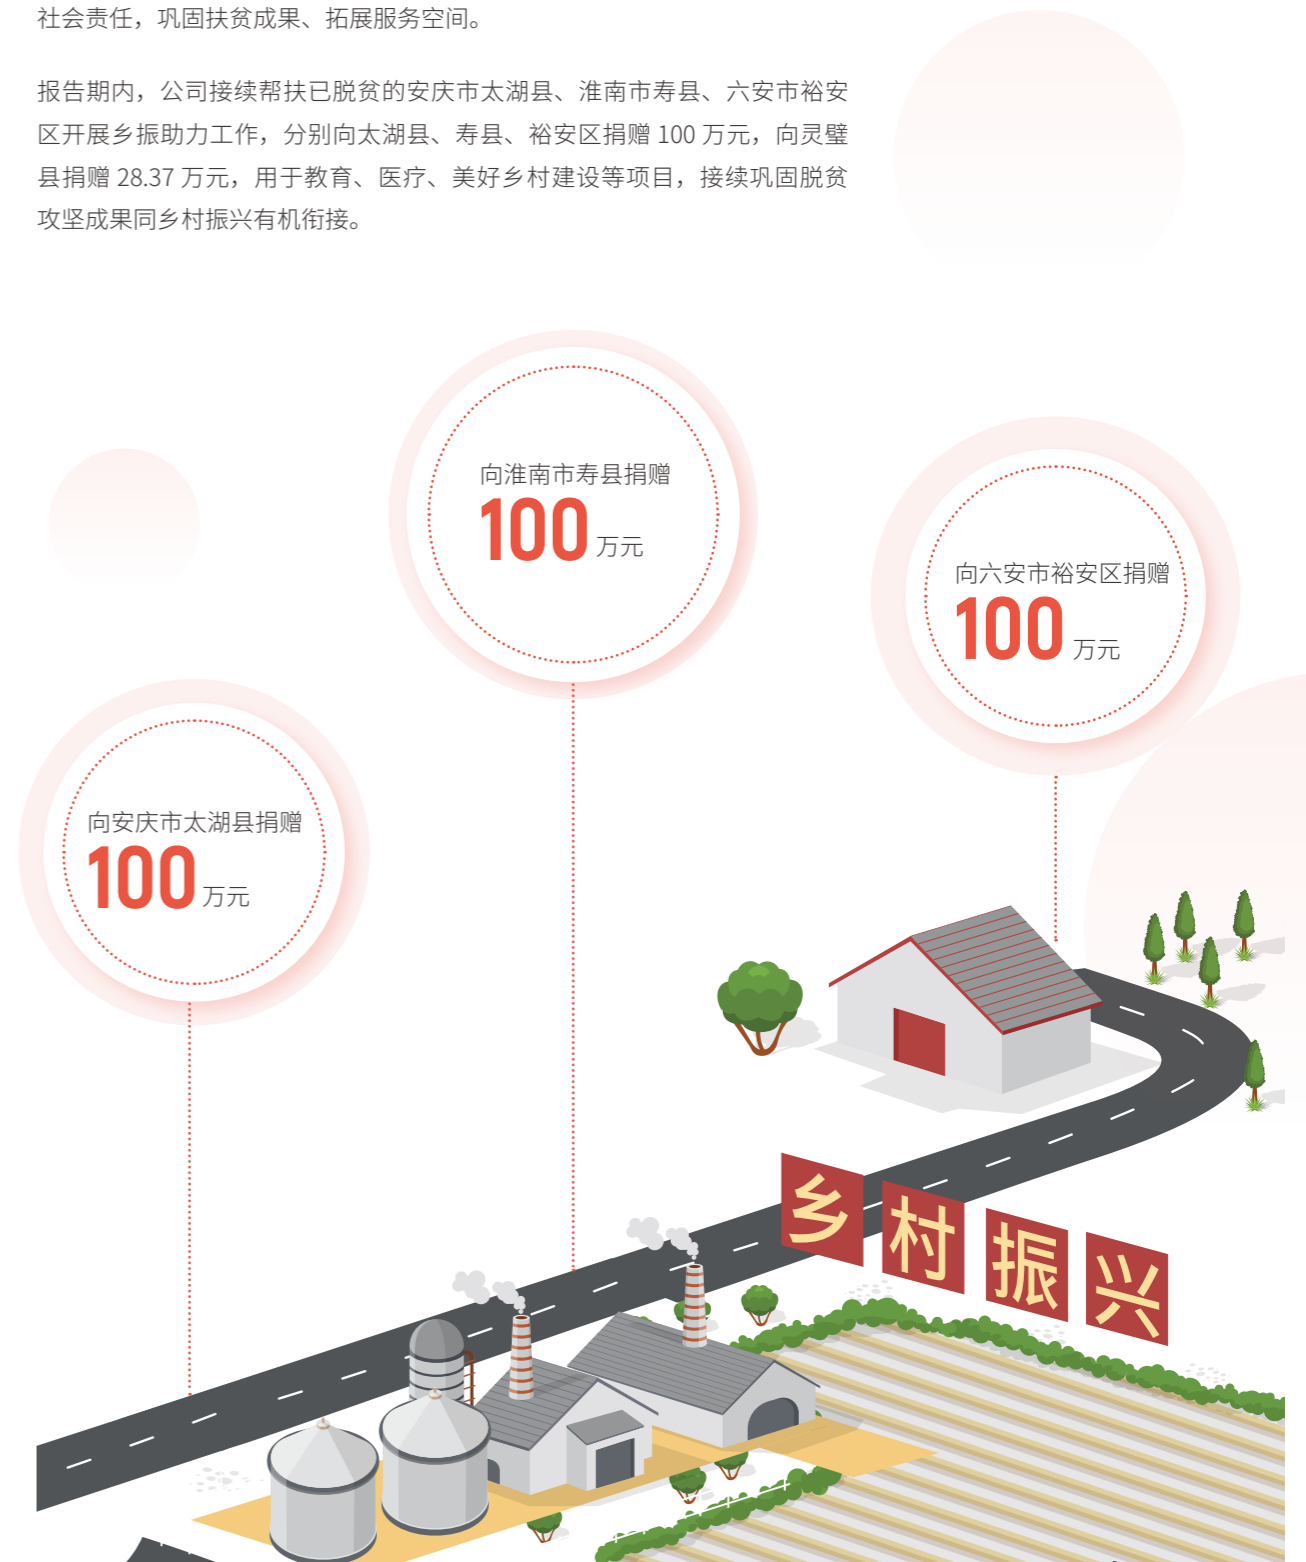 社会责任，巩固扶贫成果、拓展服务空间。
报告期内，公司接续帮扶已脱贫的安庆市太湖县、淮南市寿县、六安市裕安
区开展乡振助力工作，分别向太湖县、寿县、裕安区捐赠 100 万元，向灵璧
县捐赠 28.37 万元，用于教育、医疗、美好乡村建设等项目，接续巩固脱贫
攻坚成果同乡村振兴有机衔接。
向淮南市寿县捐赠
100 万元
向六安市裕安区捐赠
100 万元
向安庆市太湖县捐赠
100 万元
乡村振兴